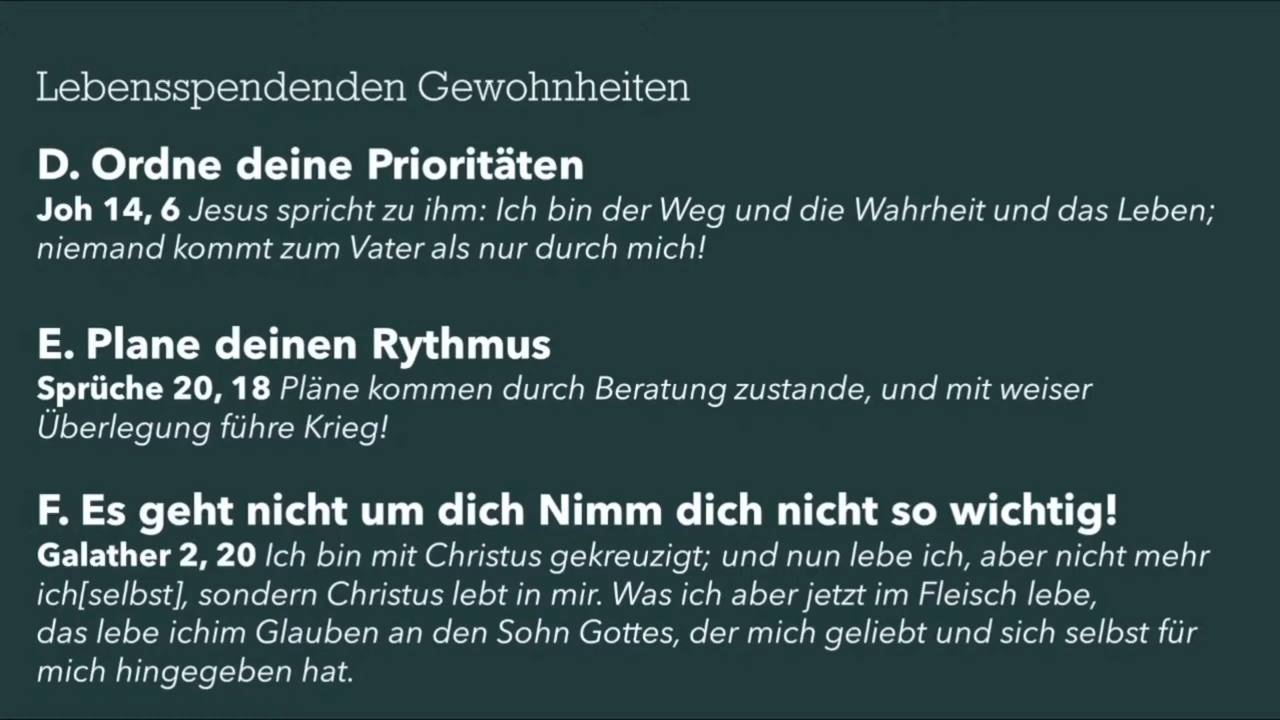 Lebensspendenden Gewohnheiten
D. Ordne deine Prioritäten
Joh 14, 6 Jesus spricht zu ihm: Ich bin der Weg und die Wahrheit und das Leben;
niemand kommt zum Vater als nur durch mich!
E. Plane deinen Rythmus
Sprüche 20, 18 Pläne kommen durch Beratung zustande, und mit weiser
Überlegung führe Krieg!
F. Es geht nicht um dich Nimm dich nicht so wichtig!
Galather 2, 20 Ich bin mit Christus gekreuzigt; und nun lebe ich, aber nicht mehr
ich[selbst], sondern Christus lebt in mir. Was ich aber jetzt im Fleisch lebe,
das lebe ichim Glauben an den Sohn Gottes, der mich geliebt und sich selbst für
mich hingegeben hat.